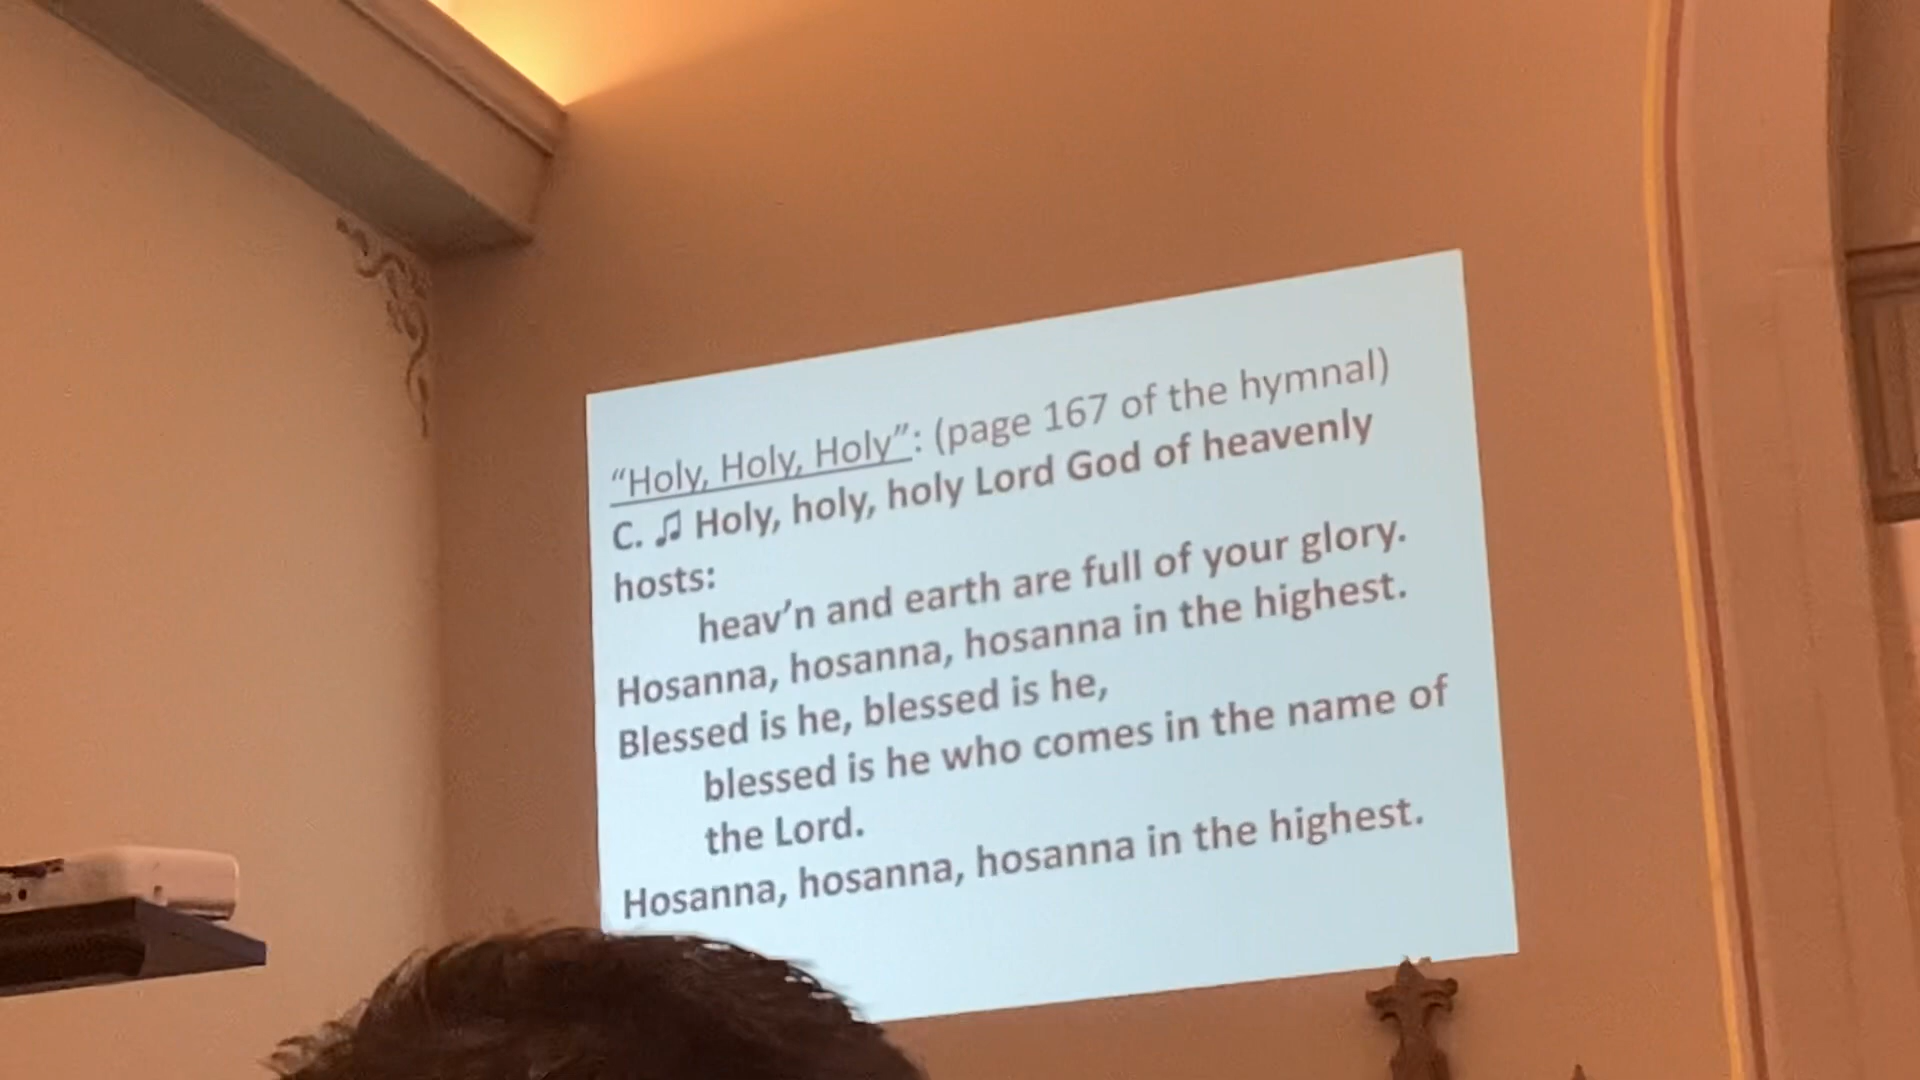 “Holy, Holy, Holy”: (page 167 of the hymnal)
C. ♫ Holy, holy, holy Lord God of heavenly
hosts:
heav’n and earth are full of your glory.
Hosanna, hosanna, hosanna in the highest.
Blessed is he, blessed is he,
blessed is he who comes in the name of
the Lord.
Hosanna, hosanna, hosanna in the highest.